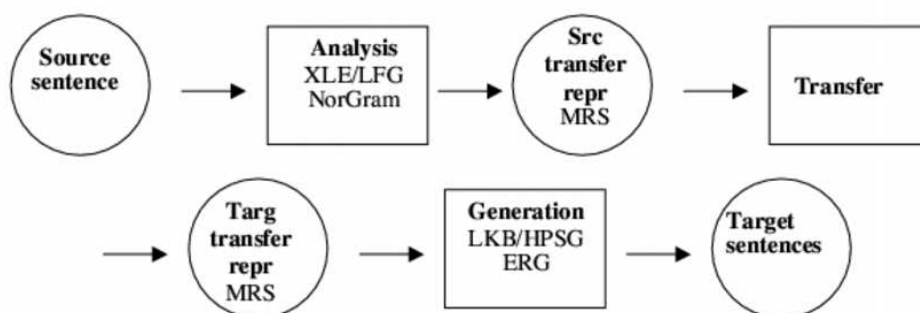 Source
sentence
Analysis
XLE/LFG
NorGram
Src
transfer
repr
MRS
Transfer
Targ
transfer
repr
MRS
Generation
LKB/HPSG
ERG
Target
sentences